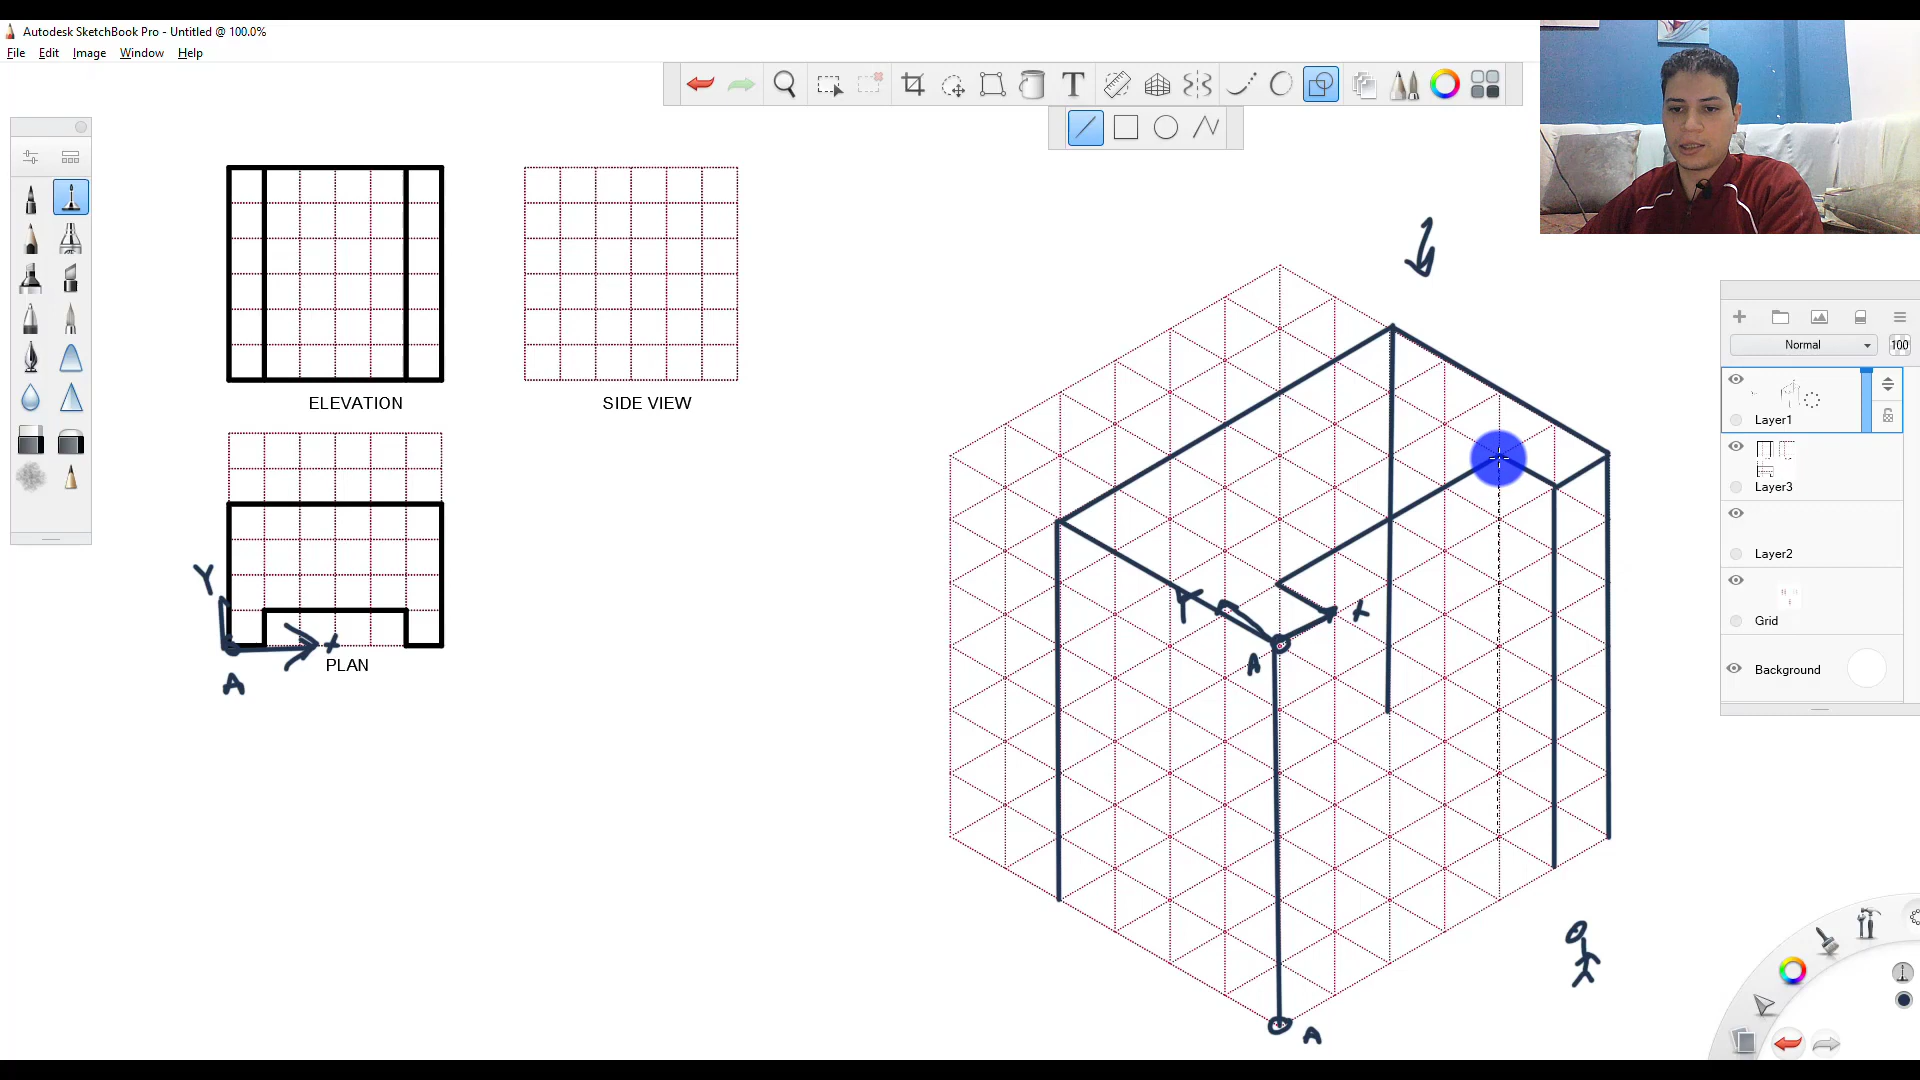 Autodesk SketchBook Pro - Untitled @ 100.0%
File Edit Image Window Help
T
ELEVATION
SIDE VIEW
Y
X
PLAN
A
Y
X
A
A
Normal
100
Layer1
Layer3
Layer2
Grid
Background